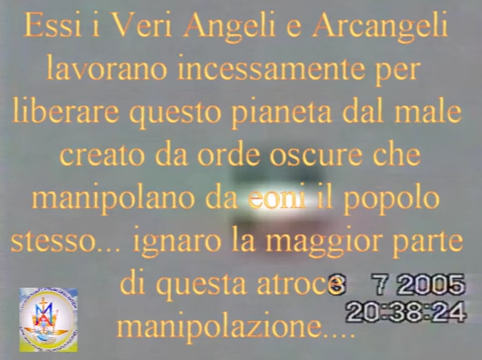 Essi i Veri Angeli e Arcangeli
lavorano incessamente per
liberare questo pianeta dal male
creato da orde oscure che
manipolano da eoni il popolo
stesso... ignaro la maggior parte
di questa atroce
manipolazione....
7 2005
20:38:24